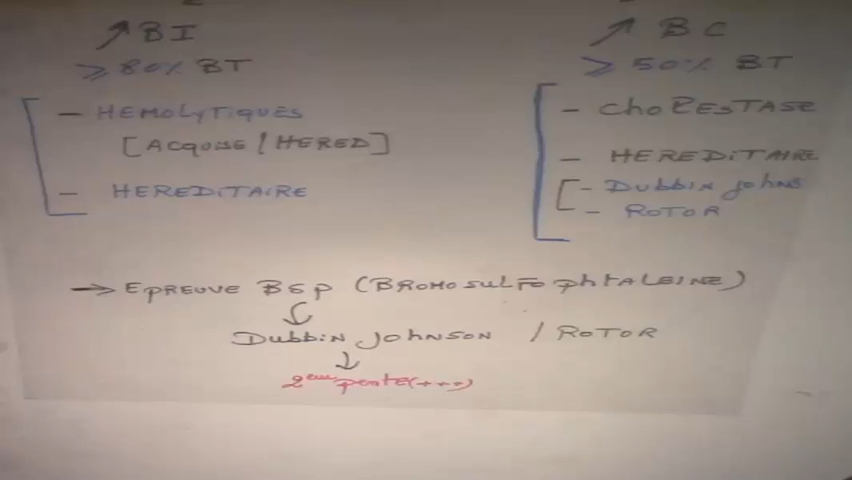 ↗ BI
≥ 80% BT
- HEMOLYTIQUES
[ACQUISE / HERED]
- HEREDITAIRE
↗ BC
≥ 50% BT
- CHOLESTASE
- HEREDITAIRE
- Dubbin Johns
- ROTOR
→ EPREUVE BSP (BROMOSULFOPHTALEINE)
Dubbin Johnson / ROTOR
2eme pente (+++)